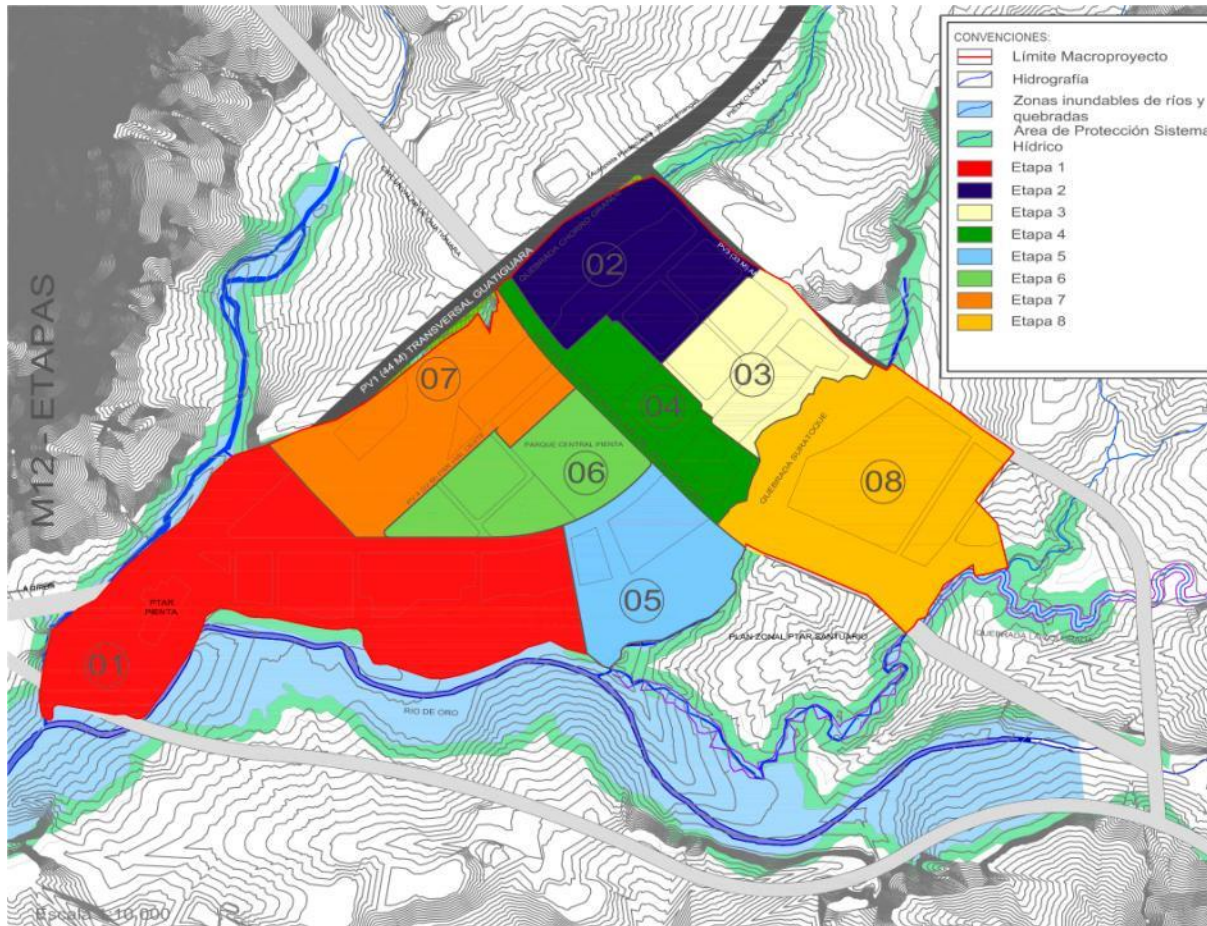 M12 - ETAPAS
CONVENCIONES:
Límite Macroproyecto
Hidrografía
Zonas inundables de ríos y
quebradas
Area de Protección Sistema
Hídrico
Etapa 1
Etapa 2
Etapa 3
Etapa 4
Etapa 5
Etapa 6
Etapa 7
Etapa 8
PIEDECUESTA
QUEBRADA CHORRO GRANDE
PV1 (44 M) TRANSVERSAL GUATIGUARA
02
03
07
04
PARQUE CENTRAL PIENTA
06
QUEBRADA SURATOQUE
08
05
PTAR
PIENTA
01
PLAN ZONAL PTAR SANTUARIO
RIO DE ORO
Escala 1:10.000